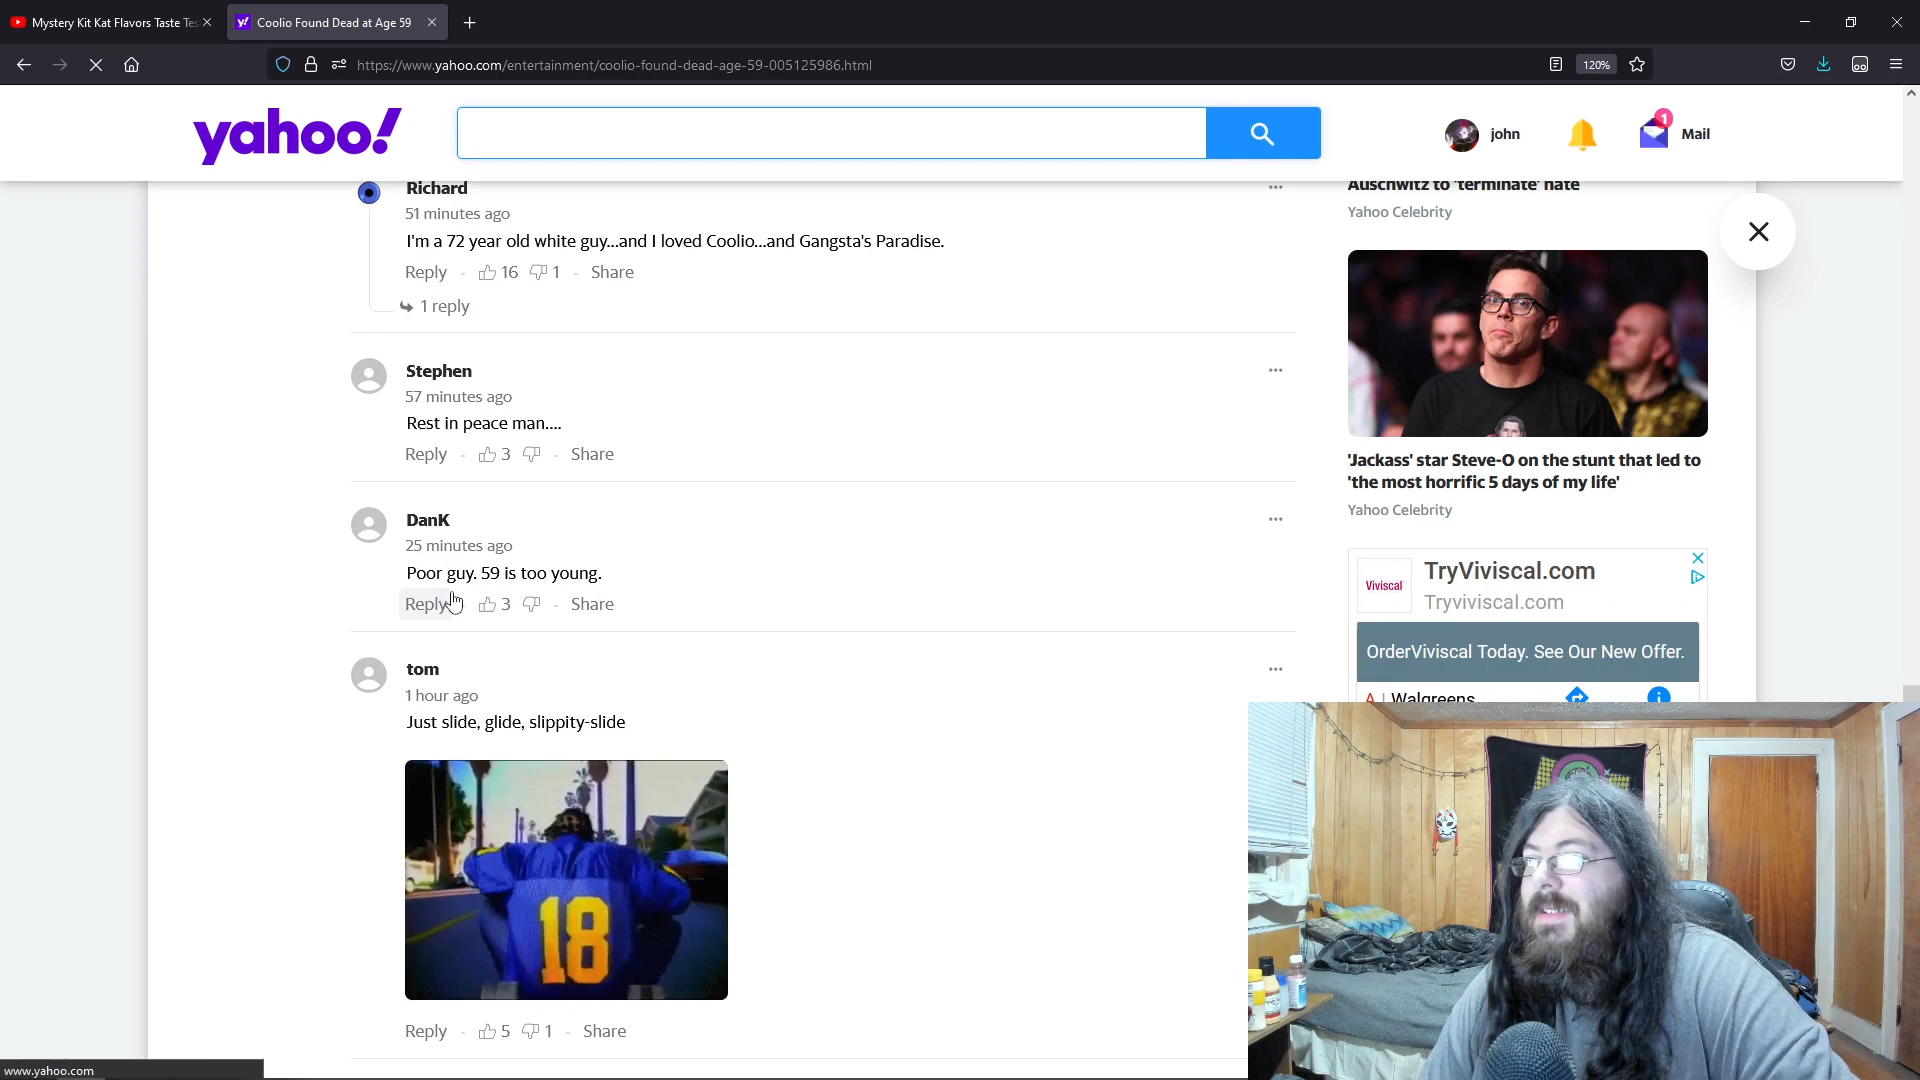 Mystery Kit Kat Flavors Taste Tes
Coolio Found Dead at Age 59
https://www.yahoo.com/entertainment/coolio-found-dead-age-59-005125986.html
120%
yahoo!
john
1
Mail
Richard
51 minutes ago
I'm a 72 year old white guy...and I loved Coolio...and Gangsta's Paradise.
Reply - 16 1 - Share
1 reply
Stephen
57 minutes ago
Rest in peace man....
Reply - 3 - Share
DanK
25 minutes ago
Poor guy. 59 is too young.
Reply 3 - Share
tom
1 hour ago
Just slide, glide, slippity-slide
18
Reply - 5 1 - Share
Auschwitz to 'terminate' hate
Yahoo Celebrity
'Jackass' star Steve-O on the stunt that led to
'the most horrific 5 days of my life'
Yahoo Celebrity
Viviscal
TryViviscal.com
Tryviviscal.com
OrderViviscal Today. See Our New Offer.
A | Walgreens
www.yahoo.com